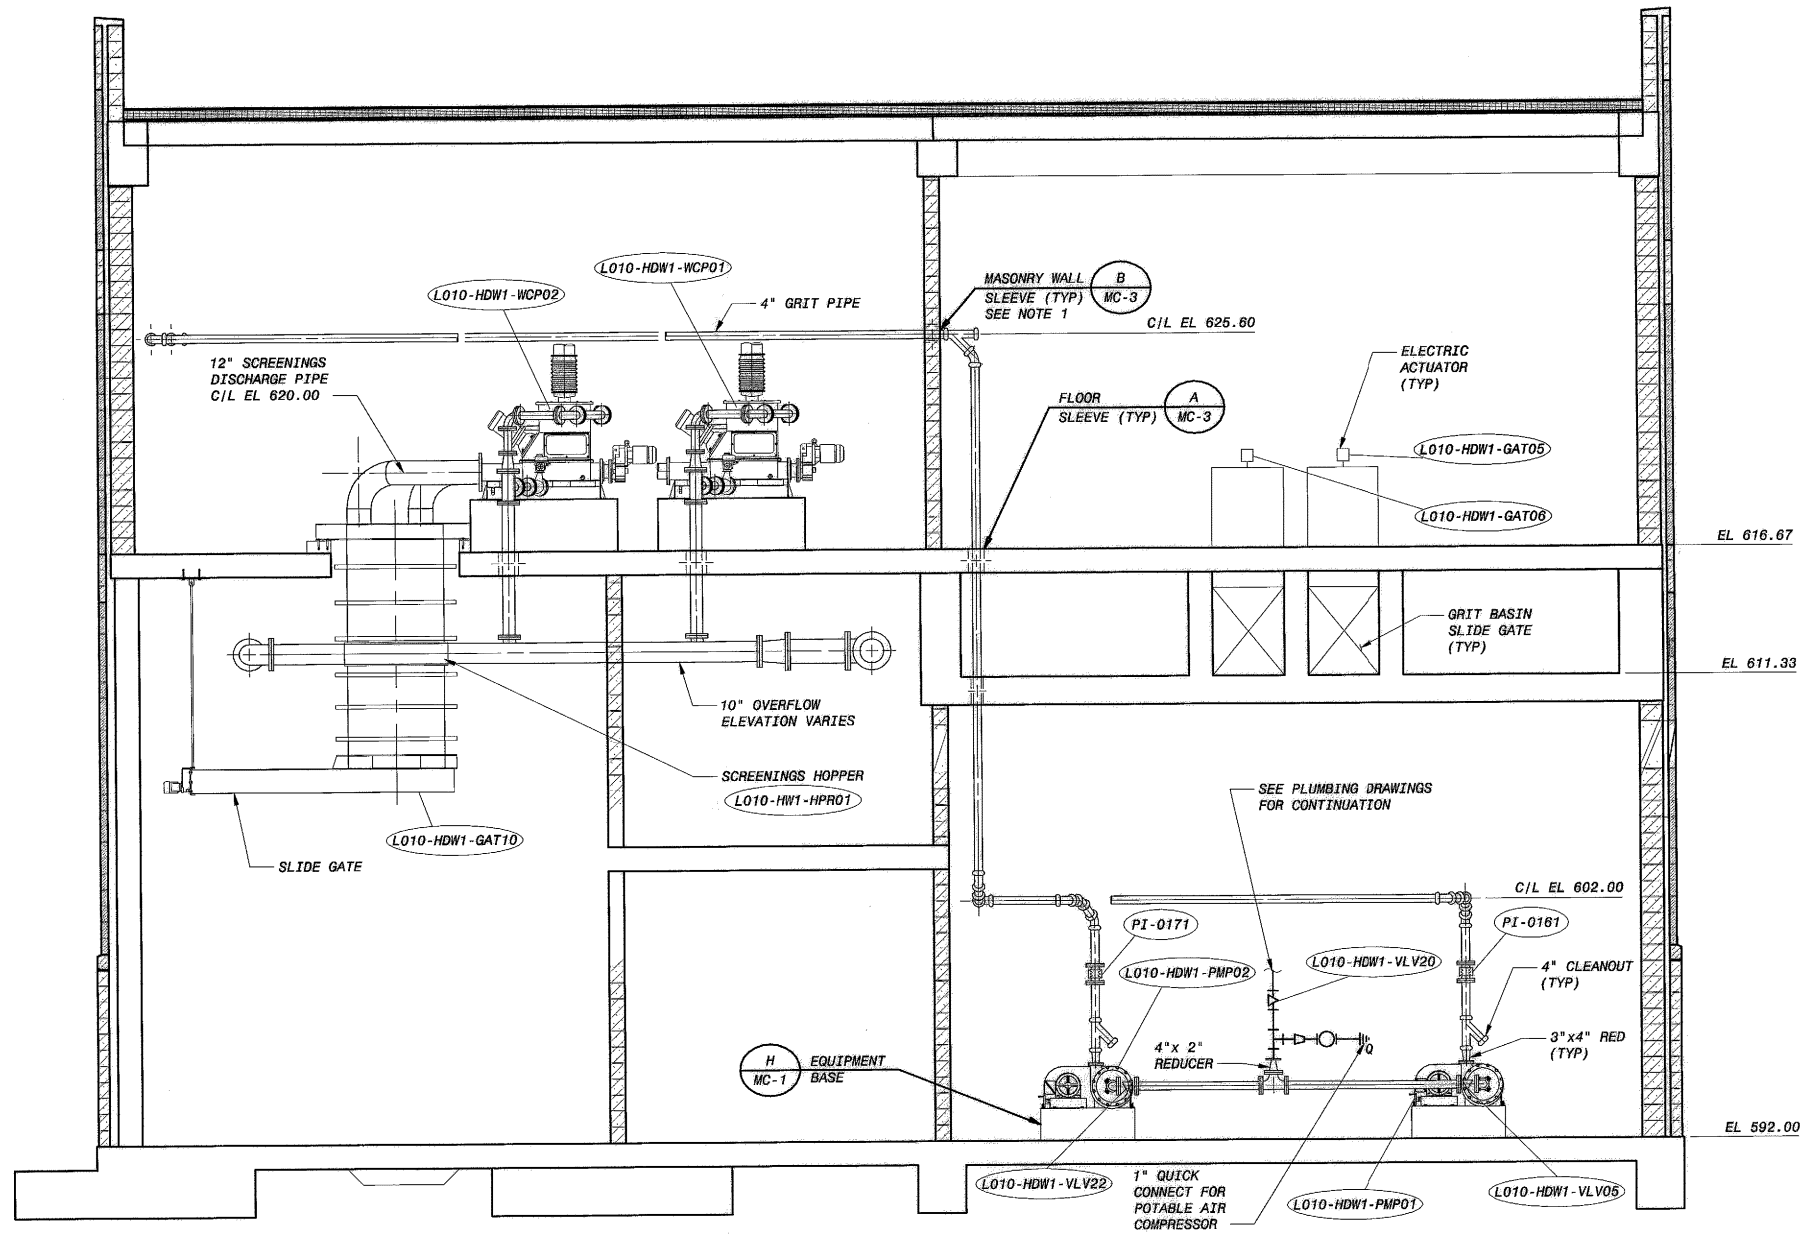 L010-HDW1-WCP01
L010-HDW1-WCP02
4" GRIT PIPE
MASONRY WALL
SLEEVE (TYP)
SEE NOTE 1
B
MC-3
C/L EL 625.60
12" SCREENINGS
DISCHARGE PIPE
C/L EL 620.00
FLOOR
SLEEVE (TYP)
A
MC-3
ELECTRIC
ACTUATOR
(TYP)
L010-HDW1-GAT05
L010-HDW1-GAT06
EL 616.67
GRIT BASIN
SLIDE GATE
(TYP)
EL 611.33
10" OVERFLOW
ELEVATION VARIES
SCREENINGS HOPPER
L010-HW1-HPR01
SEE PLUMBING DRAWINGS
FOR CONTINUATION
L010-HDW1-GAT10
SLIDE GATE
C/L EL 602.00
PI-0171
PI-0161
L010-HDW1-PMP02
L010-HDW1-VLV20
4" CLEANOUT
(TYP)
4"x 2"
REDUCER
Q
3"x4" RED
(TYP)
H
MC-1
EQUIPMENT
BASE
EL 592.00
L010-HDW1-VLV22
1" QUICK
CONNECT FOR
POTABLE AIR
COMPRESSOR
L010-HDW1-PMP01
L010-HDW1-VLV05